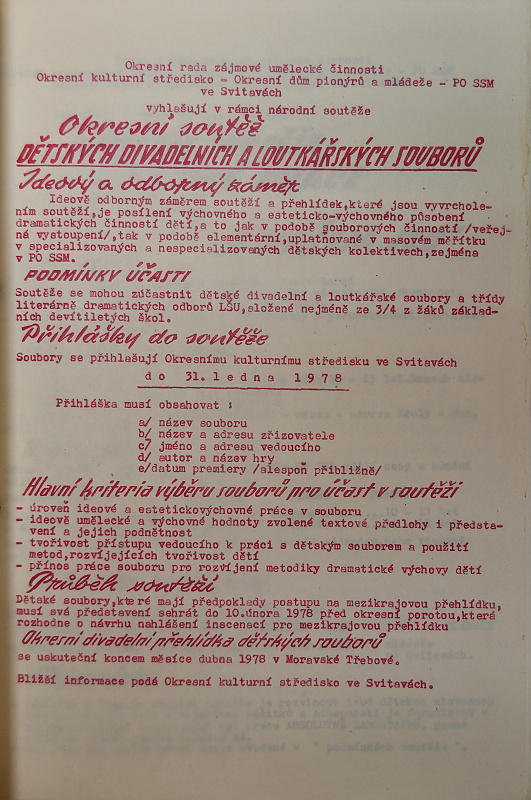 Okresní rada zájmové umělecké činnosti
Okresní kulturní středisko - Okresní dům pionýrů a mládeže - PO SSM
ve Svitavách
vyhlašují v rámci národní soutěže
Okresní soutěž
DĚTSKÝCH DIVADELNÍCH A LOUTKÁŘSKÝCH SOUBORŮ
Ideový a odborný záměr
Ideově odborným záměrem soutěží a přehlídek,které jsou vyvrchole-
ním soutěží,je posílení výchovného a esteticko-výchovného působení
dramatických činností dětí,a to jak v podobě souborových činností /veřej-
ná vystoupení/,tak v podobě elementární,uplatnované v masovém měřítku
v specializovaných a nespecializovaných dětských kolektivech,zejména
v PO SSM.
PODMÍNKY ÚČASTI
Soutěže se mohou zúčastnit dětské divadelní a loutkářské soubory a třídy
literárně dramatických odborů LŠU,složené nejméně ze 3/4 z žáků základ-
ních devítiletých škol.
Přihlášky do soutěže
Soubory se přihlašují Okresnímu kulturnímu středisku ve Svitavách
do 31. ledna 1978
Přihláška musí obsahovat :
a/ název souboru
b/ název a adresu zřizovatele
c/ jméno a adresu vedoucího
d/ autor a název hry
e/datum premiery /alespoň přibližně/
Hlavní kriteria výběru souborů pro účast v soutěži
- úroveň ideové a estetickovýchovné práce v souboru
- ideově umělecké a výchovné hodnoty zvolené textové předlohy i předsta-
vení a jejich podnětnost
- tvořivost přístupu vedoucího k práci s dětským souborem a použití
metod,rozvíjejících tvořivost dětí
- přínos práce souboru pro rozvíjení metodiky dramatické výchovy dětí
Průběh soutěží
Dětské soubory,které mají předpoklady postupu na mezikrajovou přehlídku,
musí svá představení sehrát do 10.února 1978 před okresní porotou,která
rozhodne o návrhu nahlášení inscenací pro mezikrajovou přehlídku
Okresní divadelní přehlídka dětských souborů
se uskuteční koncem měsíce dubna 1978 v Moravské Třebové.
Bližší informace podá Okresní kulturní středisko ve Svitavách.